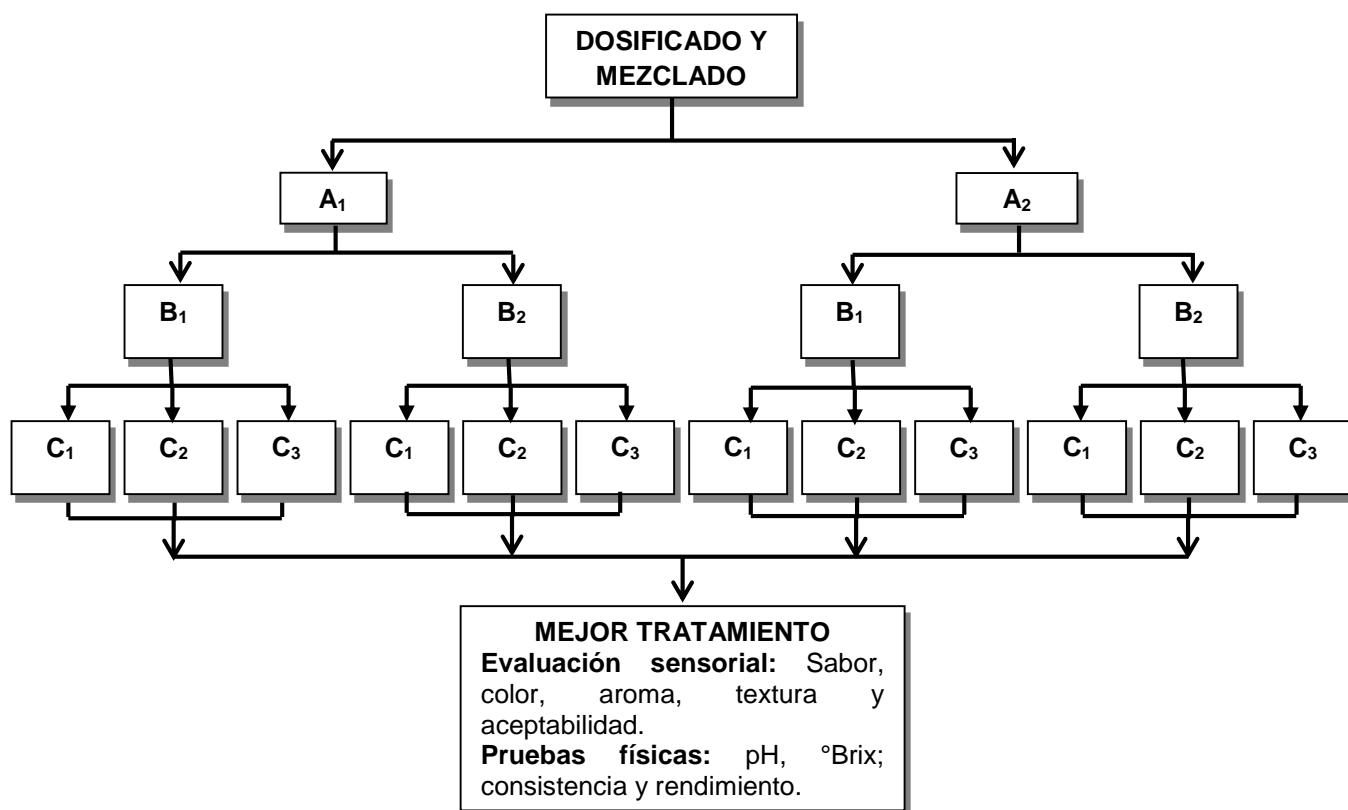 DOSIFICADO Y
MEZCLADO
A₁
A₂
B₁
B₂
B₁
B₂
C₁
C₂
C₃
C₁
C₂
C₃
C₁
C₂
C₃
C₁
C₂
C₃
MEJOR TRATAMIENTO
Evaluación sensorial: Sabor,
color, aroma, textura y
aceptabilidad.
Pruebas físicas: pH, °Brix;
consistencia y rendimiento.